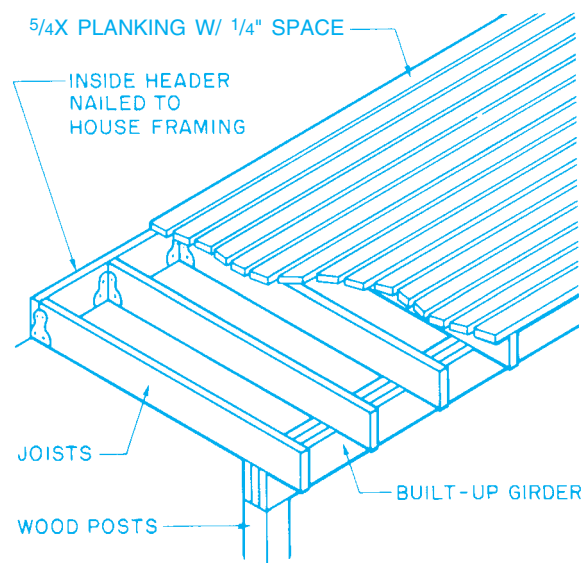 5/4X PLANKING W/ 1/4" SPACE
INSIDE HEADER
NAILED TO
HOUSE FRAMING
JOISTS
BUILT-UP GIRDER
WOOD POSTS